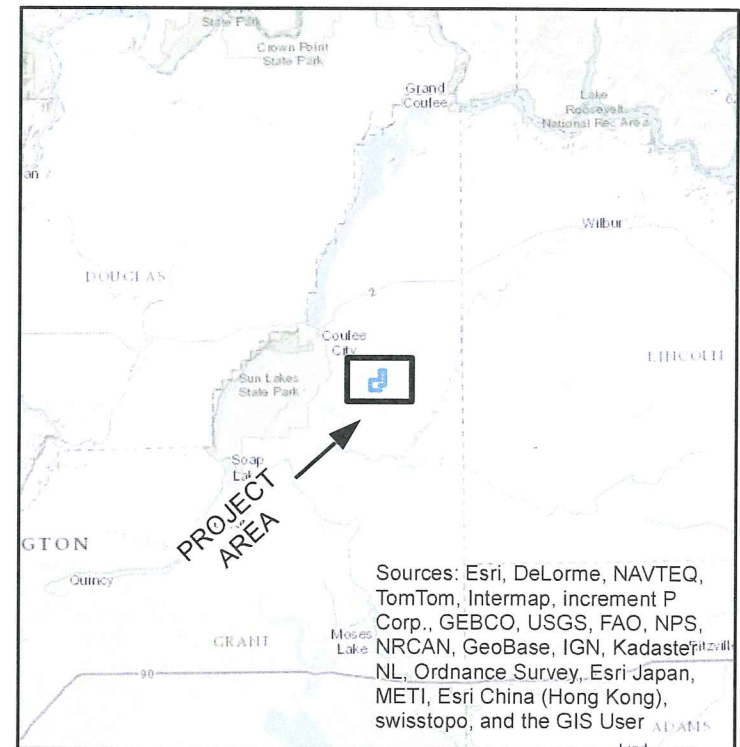 State Park
Crown Point
State Park
Grand
Coulee
Lake
Roosevelt
National Rec Area
an
Wilbur
DOUGLAS
2
Coulee
City
LINCOLN
Sun Lakes
State Park
Soap
PROJECT
AREA
GTON
Quincy
Sources: Esri, DeLorme, NAVTEQ,
TomTom, Intermap, increment P
Corp., GEBCO, USGS, FAO, NPS,
NRCAN, GeoBase, IGN, Kadaster
NL, Ordnance Survey, Esri Japan,
METI, Esri China (Hong Kong),
swisstopo, and the GIS User
GRANT
Moses
Lake
90
ADAMS